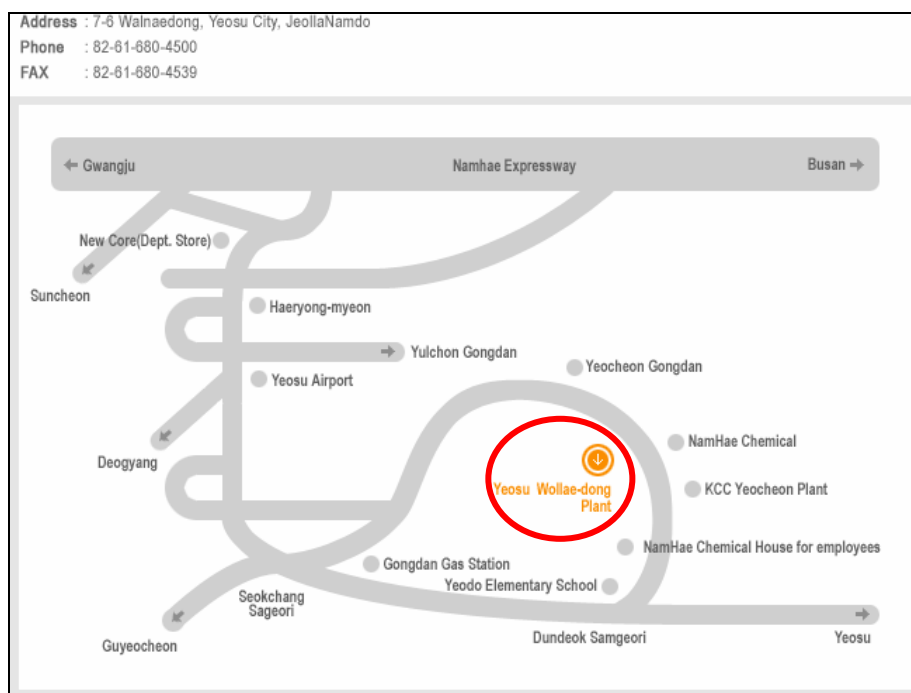 Address : 7-6 Walnaedong, Yeosu City, JeollaNamdo
Phone : 82-61-680-4500
FAX : 82-61-680-4539
Gwangju
Namhae Expressway
Busan
New Core(Dept. Store)
Suncheon
Haeryong-myeon
Yulchon Gongdan
Yeocheon Gongdan
Yeosu Airport
NamHae Chemical
Deogyang
Yeosu Wollae-dong
Plant
KCC Yeocheon Plant
NamHae Chemical House for employees
Gongdan Gas Station
Yeodo Elementary School
Seokchang
Sageori
Guyeocheon
Dundeok Samgeori
Yeosu